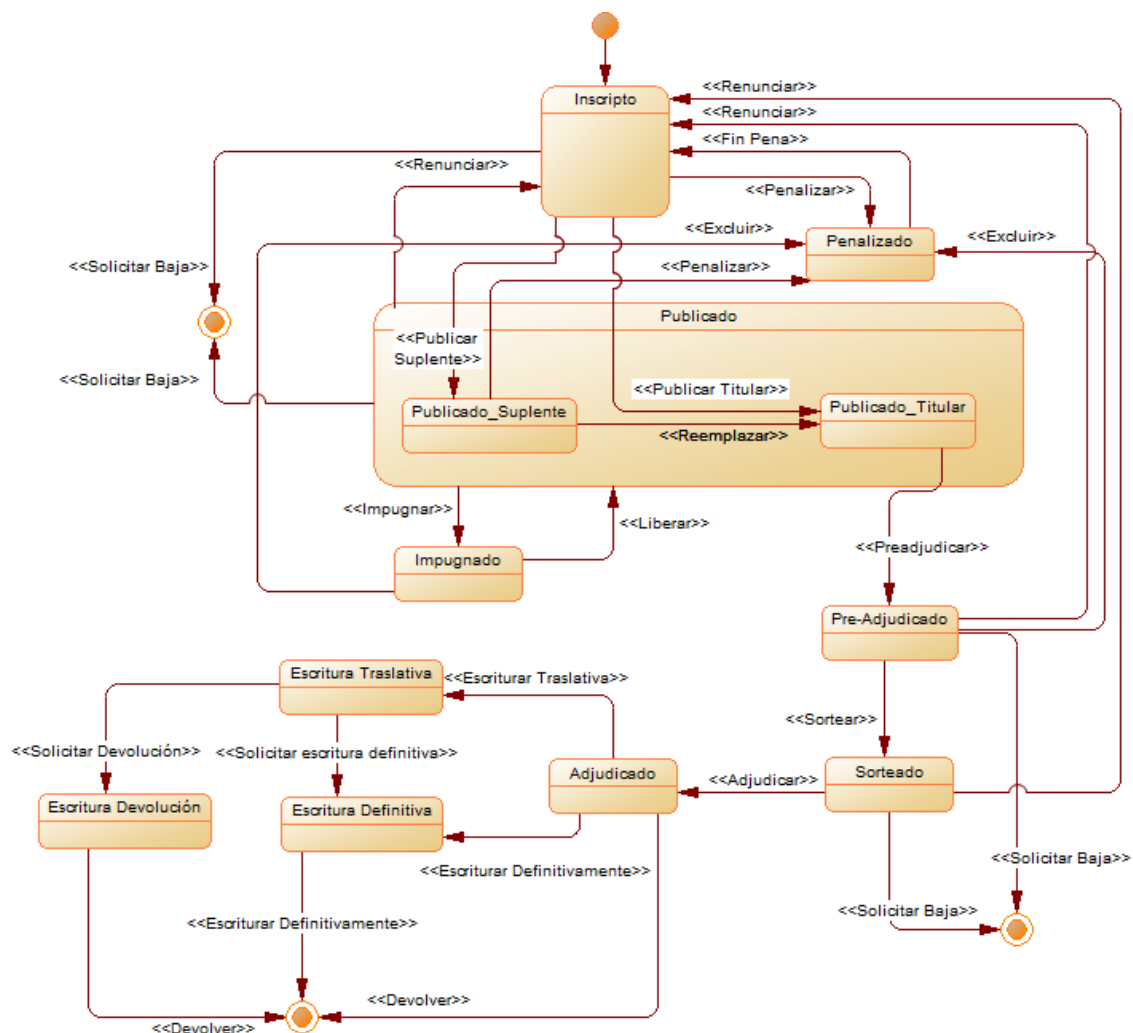 <<Renunciar>>
Inscripto
<<Renunciar>>
<<Fin Pena>>
<<Renunciar>>
<<Penalizar>>
<<Excluir>>
Penalizado
<<Excluir>>
<<Solicitar Baja>>
<<Penalizar>>
Publicado
<<Publicar
Suplente>>
<<Solicitar Baja>>
<<Publicar Titular>>
Publicado_Suplente
Publicado_Titular
<<Reemplazar>>
<<Impugnar>>
<<Liberar>>
<<Preadjudicar>>
Impugnado
Pre-Adjudicado
Escritura Traslativa
<<Escriturar Traslativa>>
<<Sortear>>
<<Solicitar Devolución>>
<<Solicitar escritura definitiva>>
Adjudicado
<<Adjudicar>>
Sorteado
Escritura Devolución
Escritura Definitiva
<<Solicitar Baja>>
<<Escriturar Definitivamente>>
<<Solicitar Baja>>
<<Escriturar Definitivamente>>
<<Devolver>>
<<Devolver>>